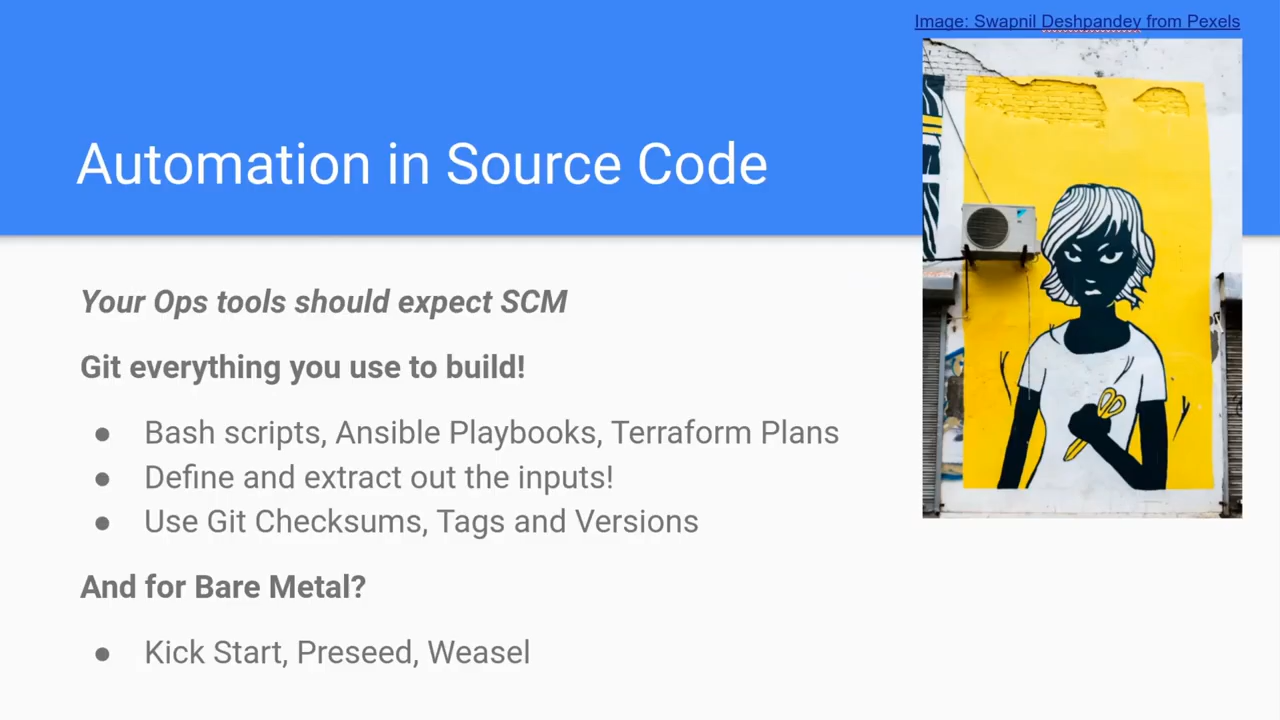 Image: Swapnil Deshpandey from Pexels
Automation in Source Code
Your Ops tools should expect SCM
Git everything you use to build!
● Bash scripts, Ansible Playbooks, Terraform Plans
● Define and extract out the inputs!
● Use Git Checksums, Tags and Versions
And for Bare Metal?
● Kick Start, Preseed, Weasel